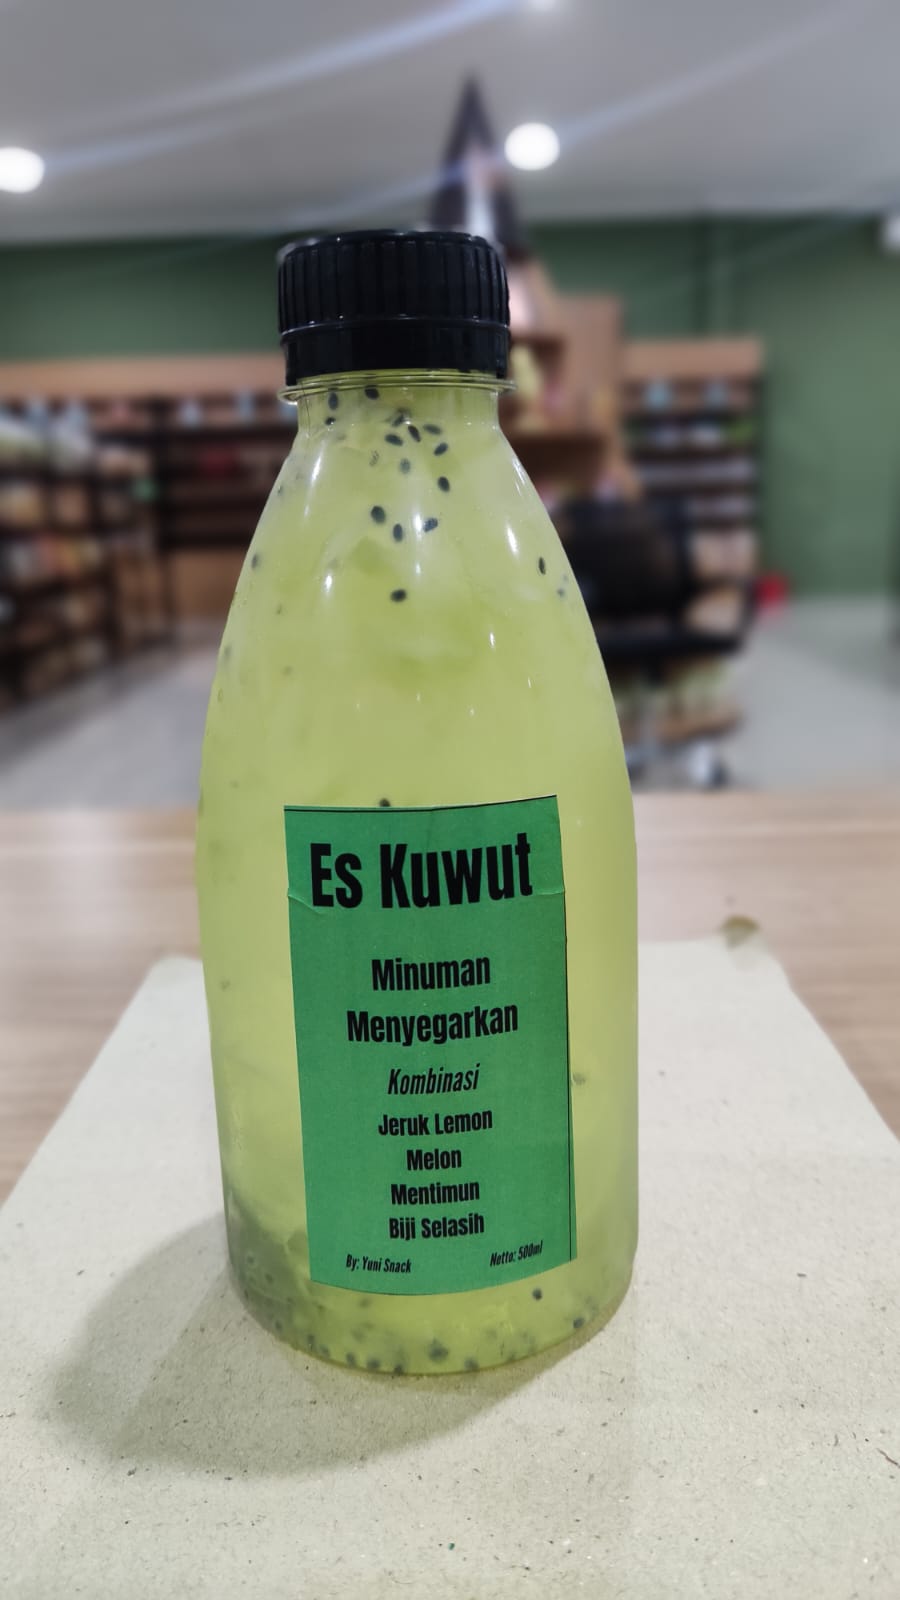 Es Kuwut
Minuman
Menyegarkan
Kombinasi
Jeruk Lemon
Melon
Mentimun
Biji Selasih
By: Yuni Snack
Netto: 500ml